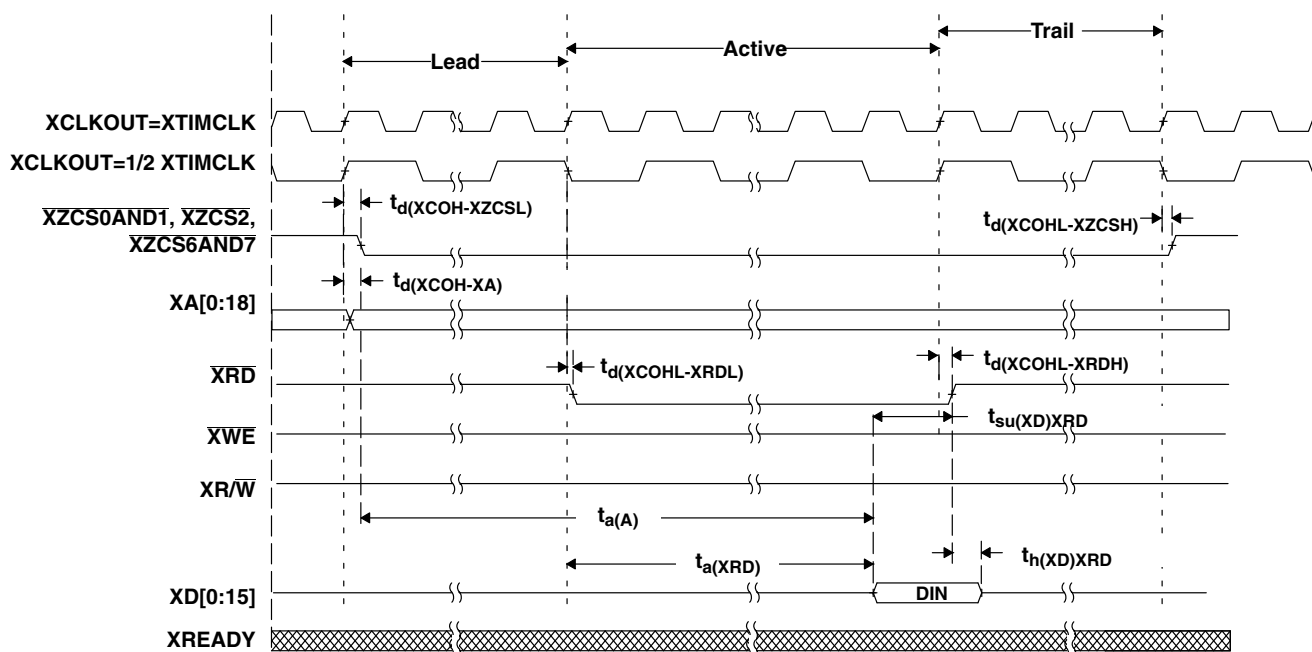 Lead
Active
Trail
XCLKOUT=XTIMCLK
XCLKOUT=1/2 XTIMCLK
XZCS0AND1, XZCS2,
XZCS6AND7
td(XCOH-XZCSL)
td(XCOHL-XZCSH)
td(XCOH-XA)
XA[0:18]
XRD
td(XCOHL-XRDL)
td(XCOHL-XRDH)
tsu(XD)XRD
XWE
XR/W
ta(A)
ta(XRD)
th(XD)XRD
XD[0:15]
DIN
XREADY